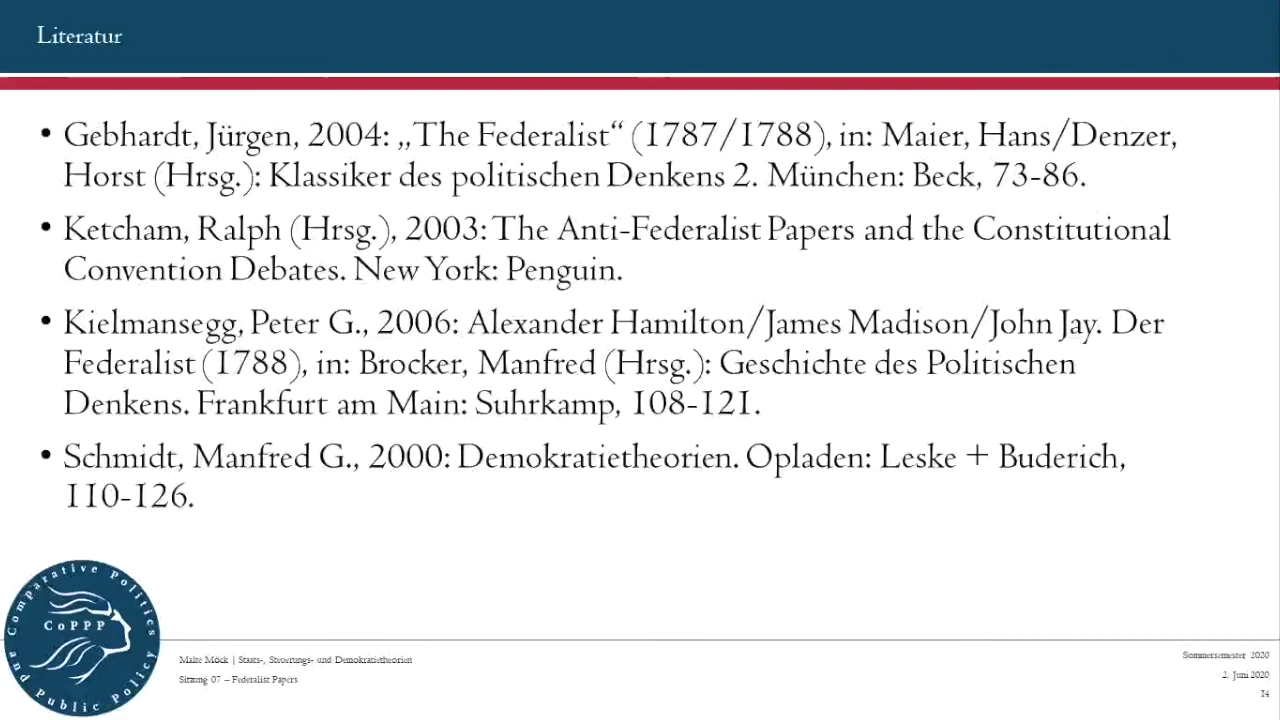 Literatur
• Gebhardt, Jürgen, 2004: „The Federalist“ (1787/1788), in: Maier, Hans/Denzer,
Horst (Hrsg.): Klassiker des politischen Denkens 2. München: Beck, 73-86.
• Ketcham, Ralph (Hrsg.), 2003: The Anti-Federalist Papers and the Constitutional
Convention Debates. New York: Penguin.
• Kielmansegg, Peter G., 2006: Alexander Hamilton/James Madison/John Jay. Der
Federalist (1788), in: Brocker, Manfred (Hrsg.): Geschichte des Politischen
Denkens. Frankfurt am Main: Suhrkamp, 108-121.
• Schmidt, Manfred G., 2000: Demokratietheorien. Opladen: Leske + Buderich,
110-126.
Comparative Politics
and Public Policy
CoPPP
Malte Möck | Staats-, Steuerungs- und Demokratietheorien
Sitzung 07 – Federalist Papers
Sommersemester 2020
2. Juni 2020
14